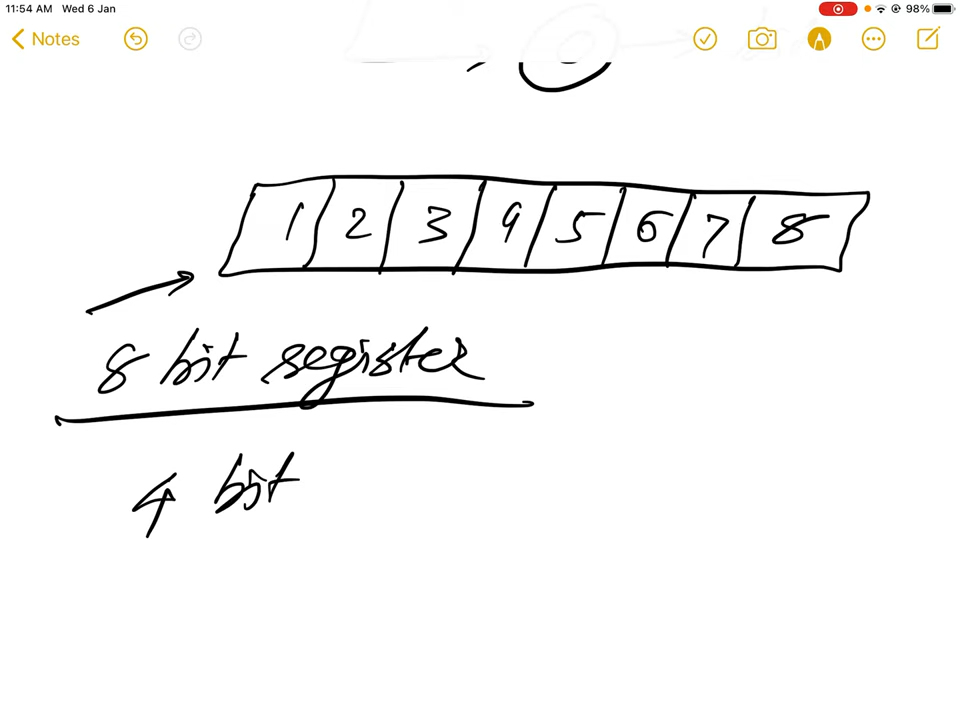 11:54 AM Wed 6 Jan 98%
Notes
1 2 3 4 5 6 7 8
8 bit register
4 bit